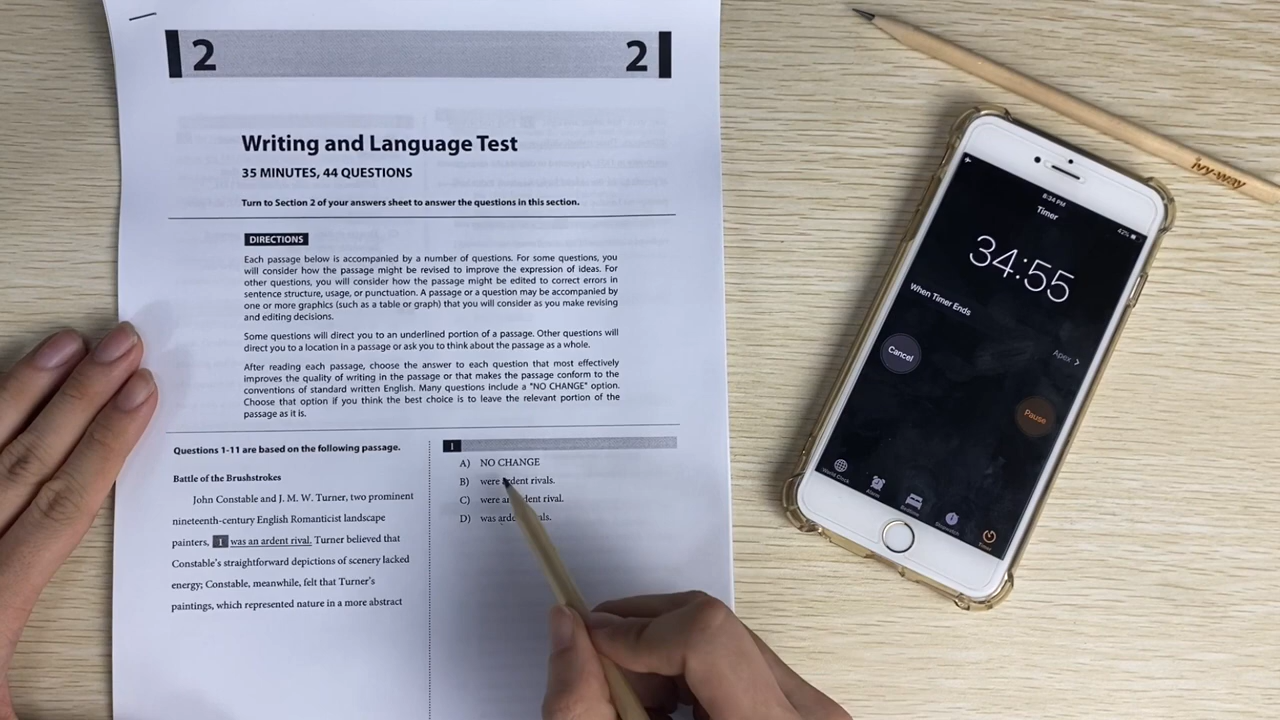 2 2
Writing and Language Test
35 MINUTES, 44 QUESTIONS
Turn to Section 2 of your answers sheet to answer the questions in this section.
DIRECTIONS
Each passage below is accompanied by a number of questions. For some questions, you
will consider how the passage might be revised to improve the expression of ideas. For
other questions, you will consider how the passage might be edited to correct errors in
sentence structure, usage, or punctuation. A passage or a question may be accompanied by
one or more graphics (such as a table or graph) that you will consider as you make revising
and editing decisions.
Some questions will direct you to an underlined portion of a passage. Other questions will
direct you to a location in a passage or ask you to think about the passage as a whole.
After reading each passage, choose the answer to each question that most effectively
improves the quality of writing in the passage or that makes the passage conform to the
conventions of standard written English. Many questions include a "NO CHANGE" option.
Choose that option if you think the best choice is to leave the relevant portion of the
passage as it is.
Questions 1-11 are based on the following passage.
Battle of the Brushstrokes
John Constable and J. M. W. Turner, two prominent
nineteenth-century English Romanticist landscape
painters, 1 was an ardent rival. Turner believed that
Constable's straightforward depictions of scenery lacked
energy; Constable, meanwhile, felt that Turner's
paintings, which represented nature in a more abstract
1
A) NO CHANGE
B) were ardent rivals.
C) were an ardent rival.
D) was ardent rivals.
ivy-way
8:34 PM
42%
Timer
34:55
When Timer Ends
Apex >
Cancel
Pause
World Clock
Alarm
Bedtime
Stopwatch
Timer